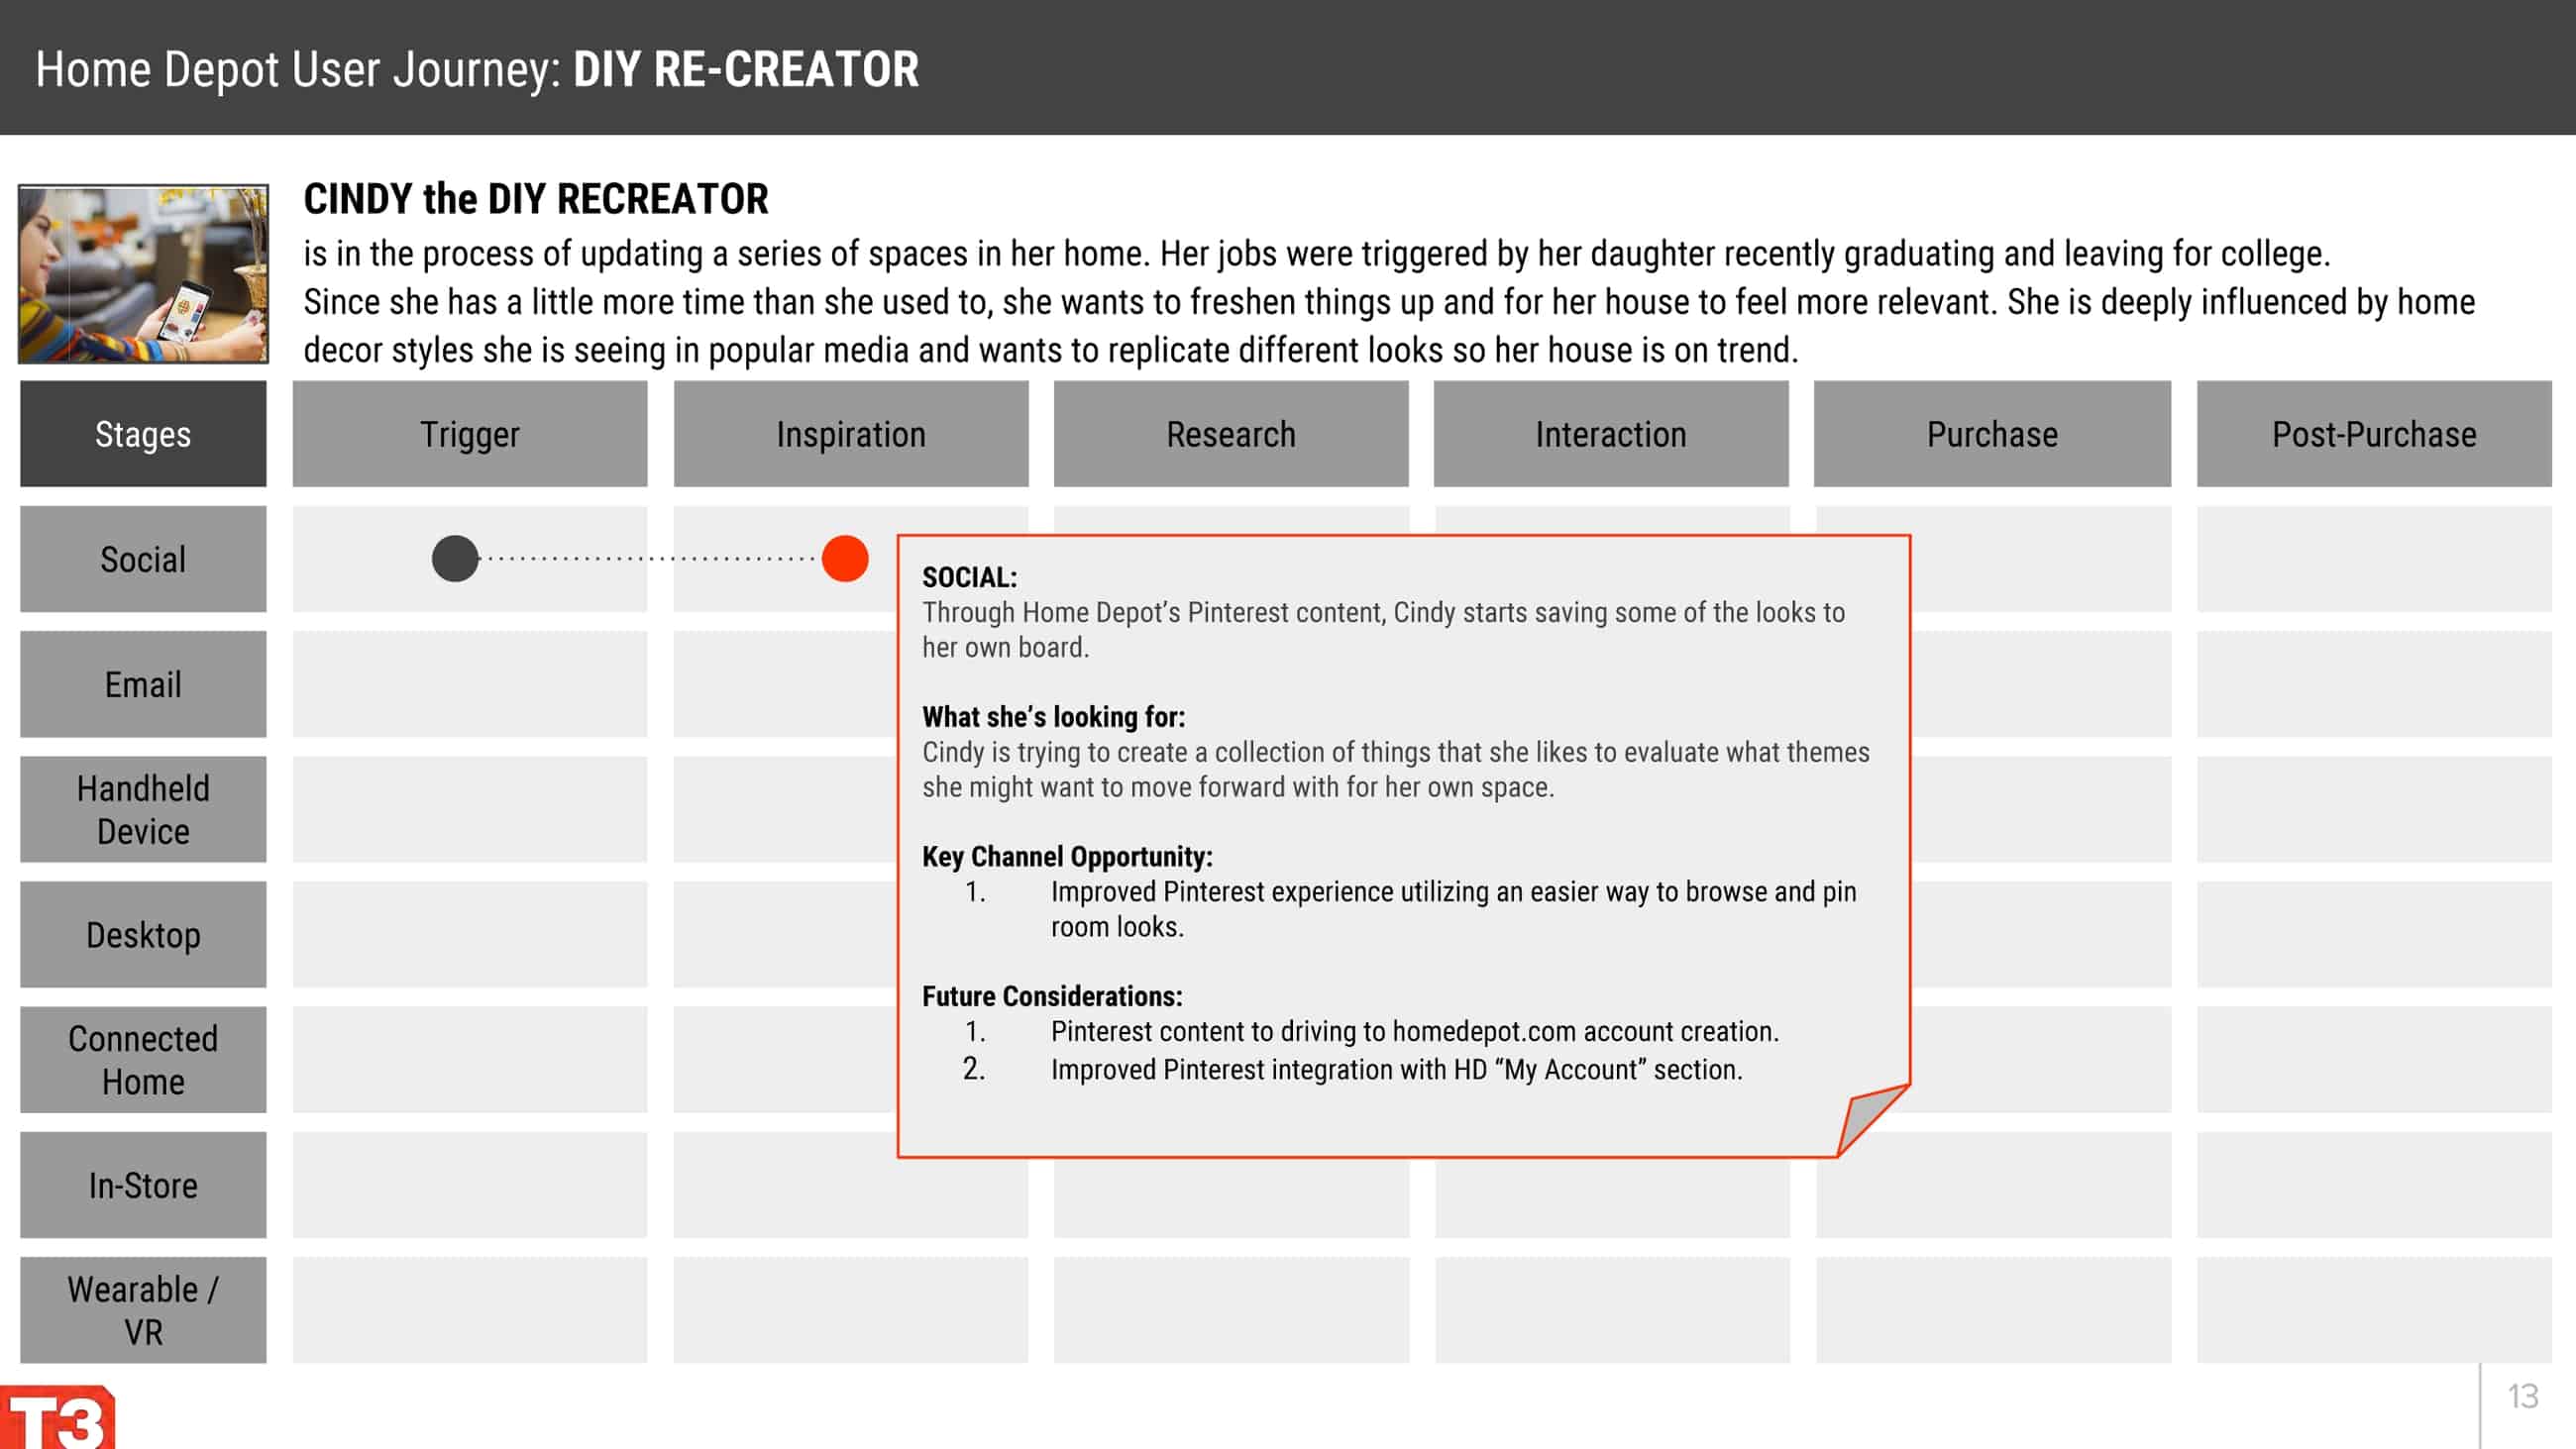 Home Depot User Journey: DIY RE-CREATOR
CINDY the DIY RECREATOR
is in the process of updating a series of spaces in her home. Her jobs were triggered by her daughter recently graduating and leaving for college.
Since she has a little more time than she used to, she wants to freshen things up and for her house to feel more relevant. She is deeply influenced by home
decor styles she is seeing in popular media and wants to replicate different looks so her house is on trend.
Stages
Trigger
Inspiration
Research
Interaction
Purchase
Post-Purchase
Social
SOCIAL:
Through Home Depot’s Pinterest content, Cindy starts saving some of the looks to
her own board.
What she’s looking for:
Cindy is trying to create a collection of things that she likes to evaluate what themes
she might want to move forward with for her own space.
Key Channel Opportunity:
1. Improved Pinterest experience utilizing an easier way to browse and pin
room looks.
Future Considerations:
1. Pinterest content to driving to homedepot.com account creation.
2. Improved Pinterest integration with HD “My Account” section.
Email
Handheld
Device
Desktop
Connected
Home
In-Store
Wearable /
VR
T3
13